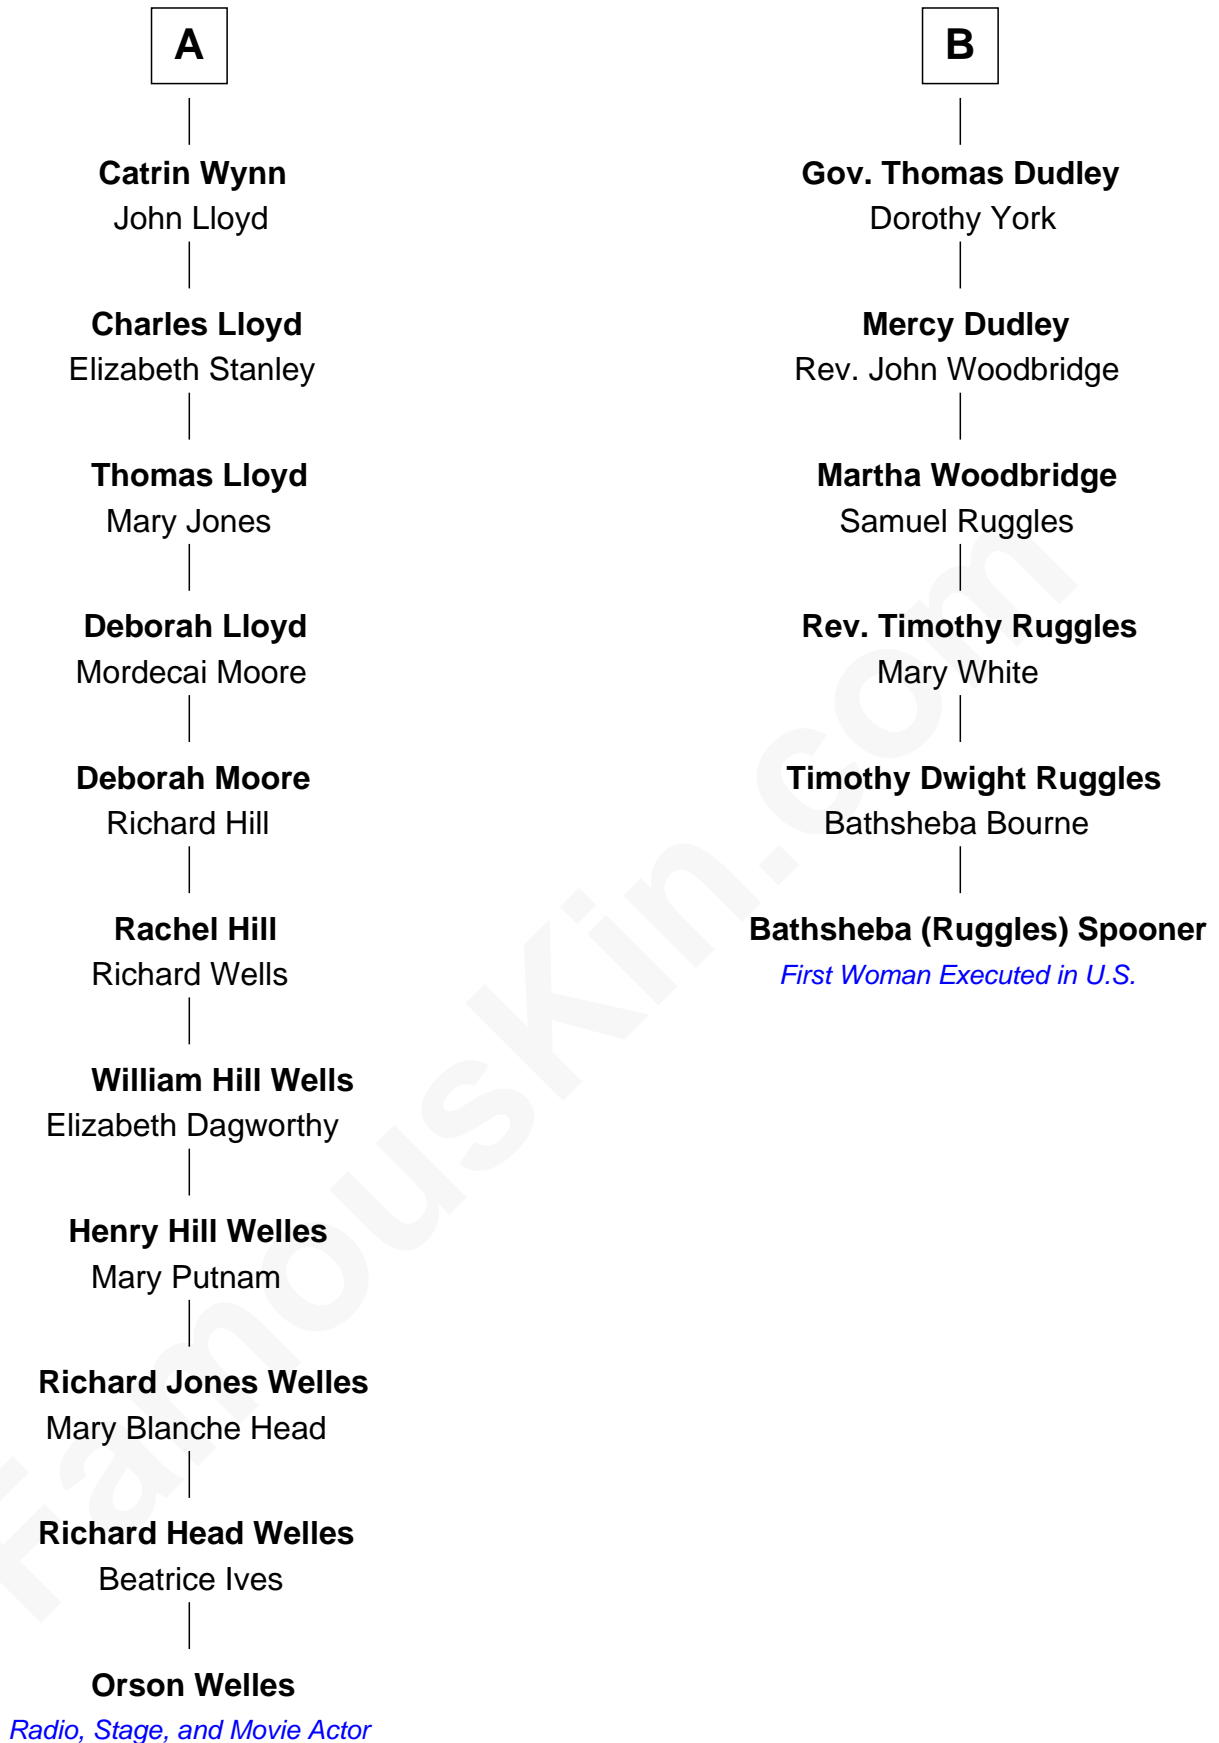 A
Catrin Wynn
John Lloyd
Charles Lloyd
Elizabeth Stanley
Thomas Lloyd
Mary Jones
Deborah Lloyd
Mordecai Moore
Deborah Moore
Richard Hill
Rachel Hill
Richard Wells
William Hill Wells
Elizabeth Dagworthy
Henry Hill Welles
Mary Putnam
Richard Jones Welles
Mary Blanche Head
Richard Head Welles
Beatrice Ives
Orson Welles
Radio, Stage, and Movie Actor
B
Gov. Thomas Dudley
Dorothy York
Mercy Dudley
Rev. John Woodbridge
Martha Woodbridge
Samuel Ruggles
Rev. Timothy Ruggles
Mary White
Timothy Dwight Ruggles
Bathsheba Bourne
Bathsheba (Ruggles) Spooner
First Woman Executed in U.S.
FamousKin.com